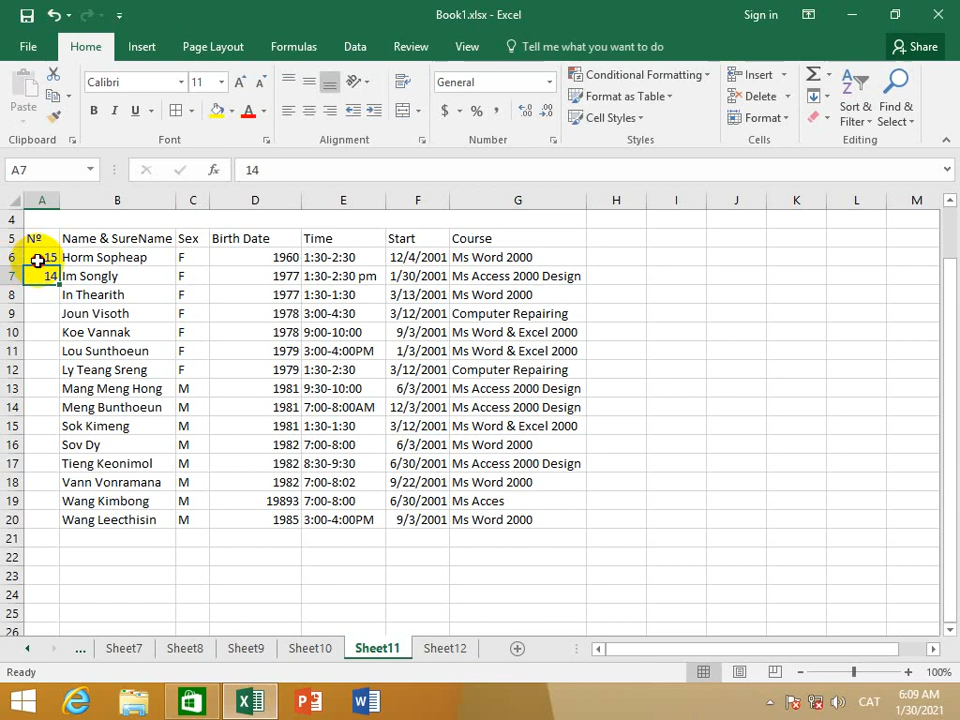 Book1.xlsx - Excel
Sign in
File Home Insert Page Layout Formulas Data Review View Tell me what you want to do Share
Paste
Calibri 11
B I U
General
$ %
Conditional Formatting
Format as Table
Cell Styles
Insert
Delete
Format
Sort & Filter
Find & Select
Clipboard Font Alignment Number Styles Cells Editing
A7 fx 14
A B C D E F G H I J K L M
4
5 Nº Name & SureName Sex Birth Date Time Start Course
6 15 Horm Sopheap F 1960 1:30-2:30 12/4/2001 Ms Word 2000
7 14 Im Songly F 1977 1:30-2:30 pm 1/30/2001 Ms Access 2000 Design
8 In Thearith F 1977 1:30-1:30 3/13/2001 Ms Word 2000
9 Joun Visoth F 1978 3:00-4:30 3/12/2001 Computer Repairing
10 Koe Vannak F 1978 9:00-10:00 9/3/2001 Ms Word & Excel 2000
11 Lou Sunthoeun F 1979 3:00-4:00PM 1/3/2001 Ms Word & Excel 2000
12 Ly Teang Sreng F 1979 1:30-2:30 3/12/2001 Computer Repairing
13 Mang Meng Hong M 1981 9:30-10:00 6/3/2001 Ms Access 2000 Design
14 Meng Bunthoeun M 1981 7:00-8:00AM 12/3/2001 Ms Access 2000 Design
15 Sok Kimeng M 1981 1:30-1:30 3/12/2001 Ms Word & Excel 2000
16 Sov Dy M 1982 7:00-8:00 6/3/2001 Ms Word 2000
17 Tieng Keonimol M 1982 8:30-9:30 6/30/2001 Ms Access 2000 Design
18 Vann Vonramana M 1982 7:00-8:02 9/22/2001 Ms Word 2000
19 Wang Kimbong M 19893 7:00-8:00 6/30/2001 Ms Acces
20 Wang Leecthisin M 1985 3:00-4:00PM 9/3/2001 Ms Word 2000
21
22
23
24
25
26
... Sheet7 Sheet8 Sheet9 Sheet10 Sheet11 Sheet12
Ready 100%
CAT 6:09 AM
1/30/2021